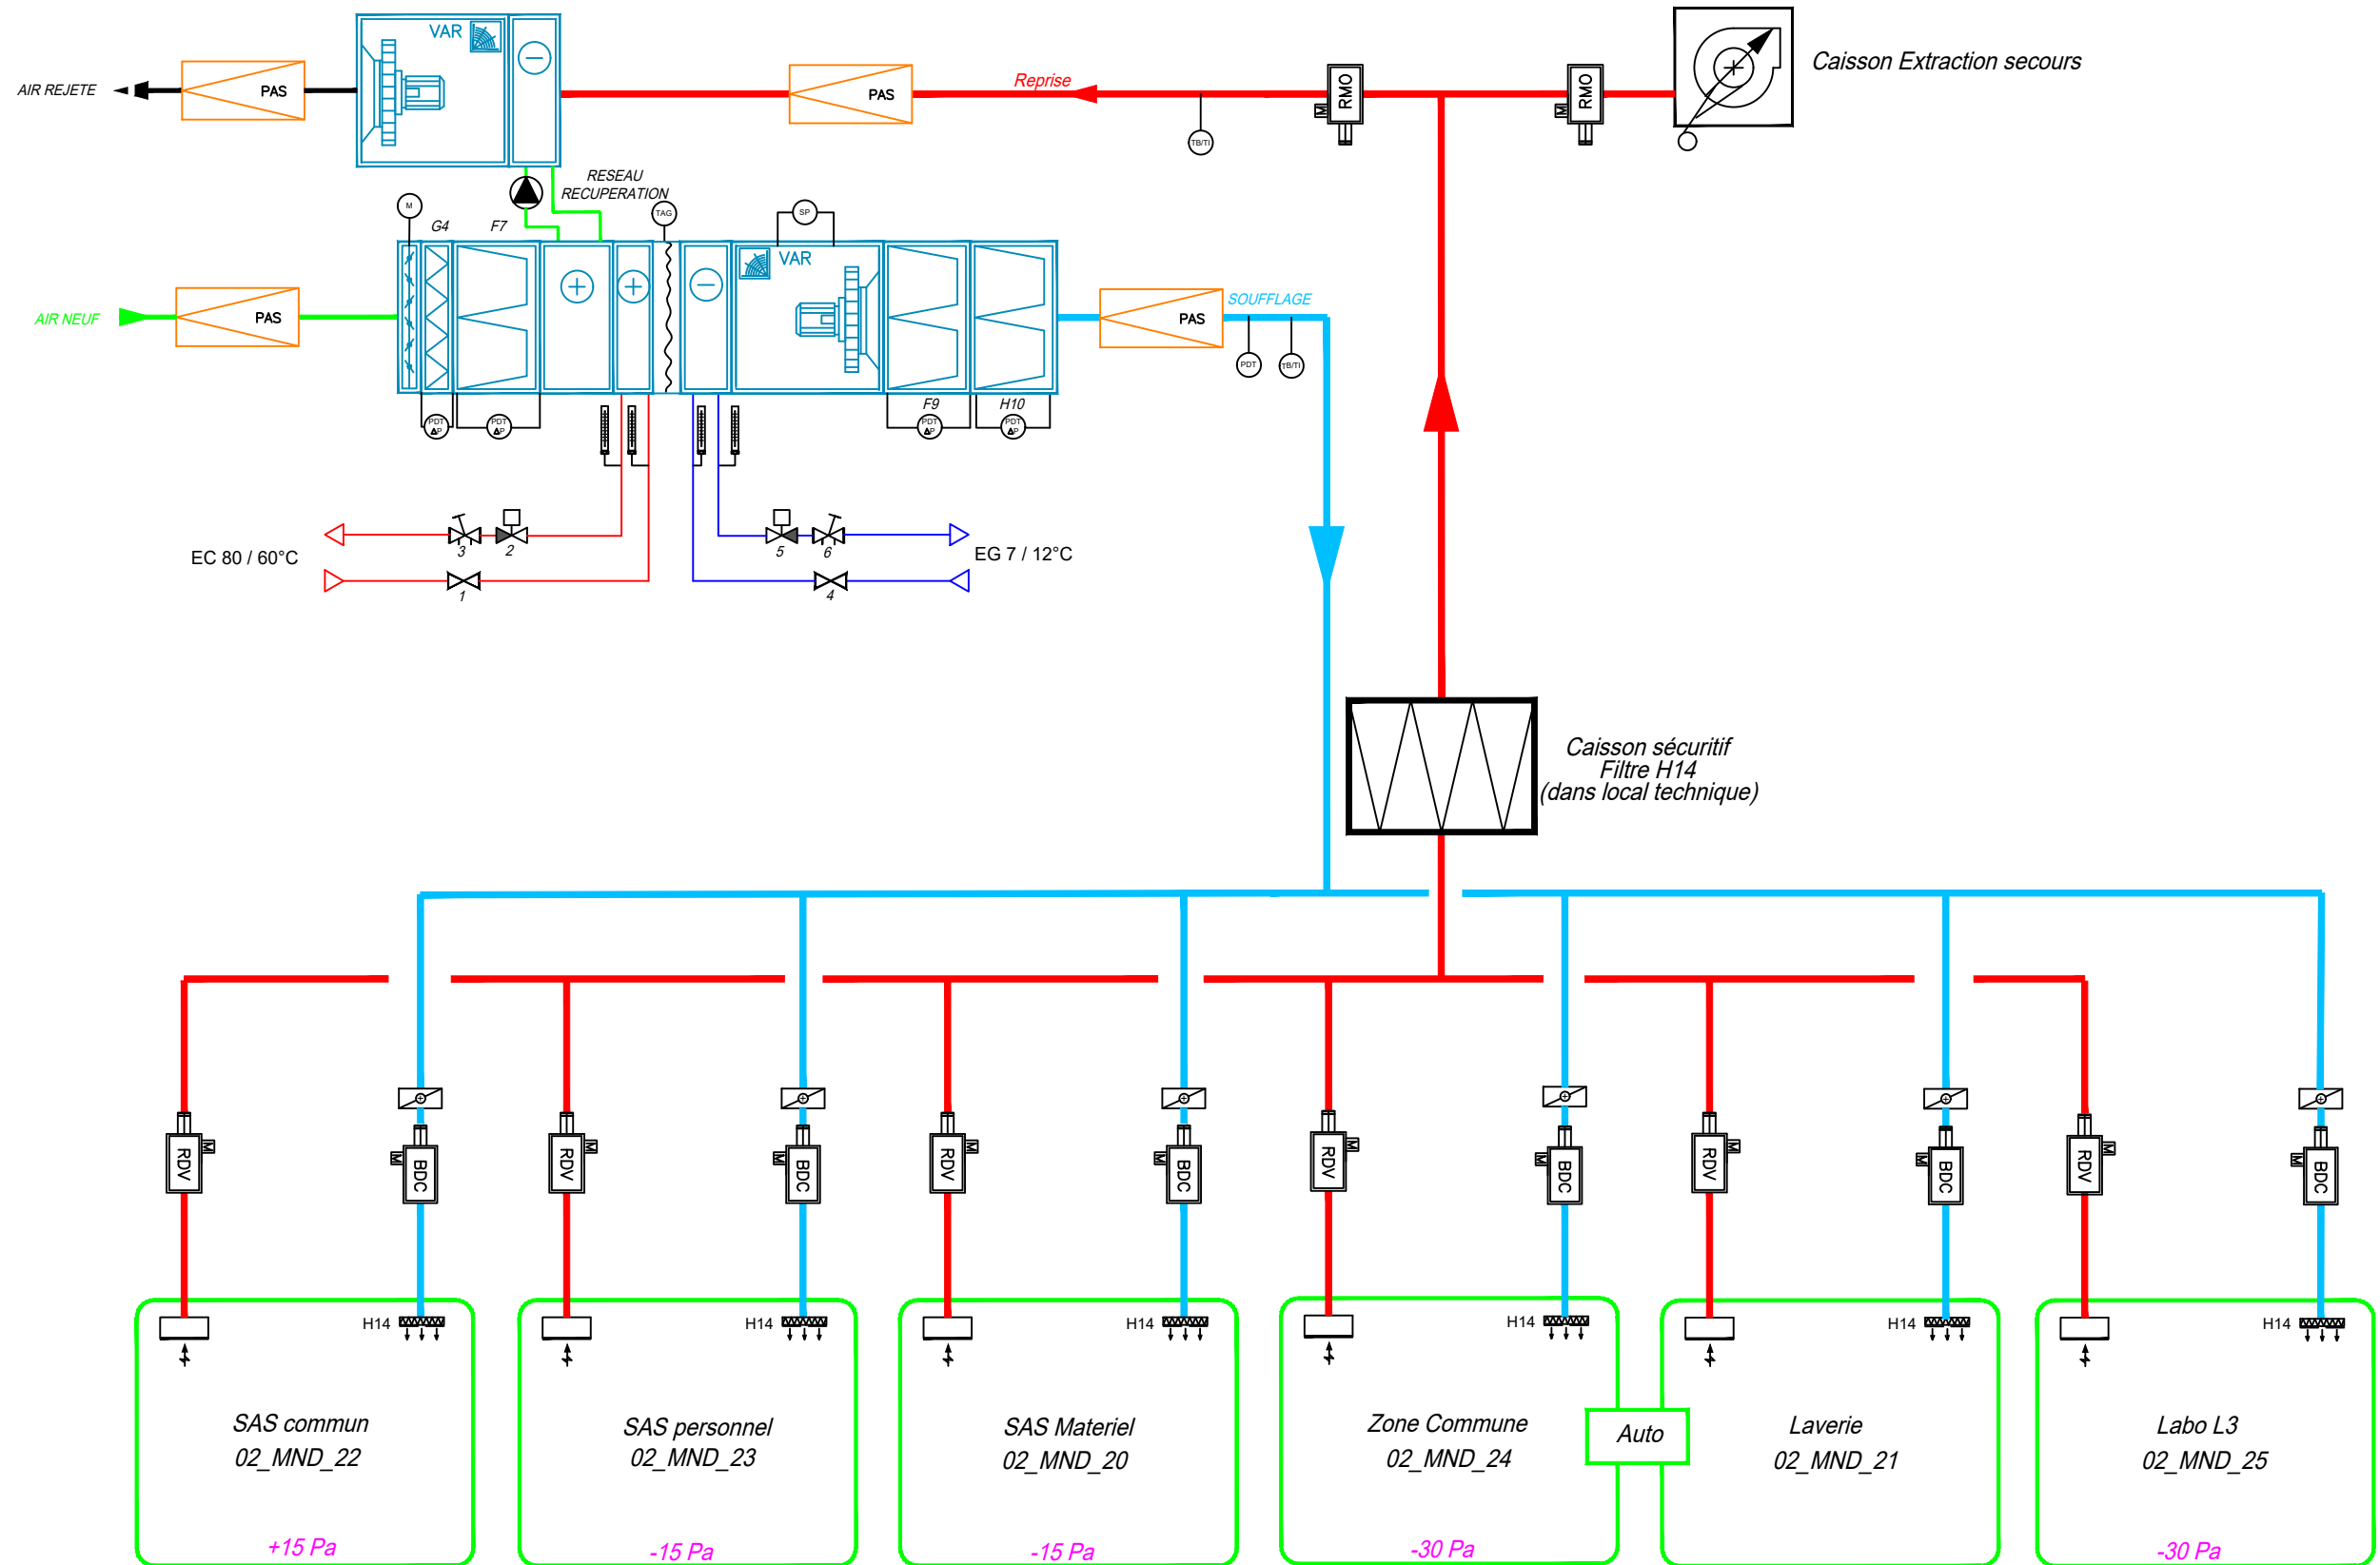 VAR
AIR REJETE
PAS
PAS
Reprise
RMO
M
RMO
M
Caisson Extraction secours
TB/TI
RESEAU
RECUPERATION
M
G4
F7
TAG
SP
VAR
AIR NEUF
PAS
PAS
SOUFFLAGE
PDT
TB/TI
PDT
ΔP
PDT
ΔP
F9
PDT
ΔP
H10
PDT
ΔP
3
2
5
6
EC 80 / 60°C
EG 7 / 12°C
1
4
Caisson sécuritif
Filtre H14
(dans local technique)
RDV
M
M
BDC
RDV
M
M
BDC
RDV
M
M
BDC
RDV
M
M
BDC
RDV
M
M
BDC
RDV
M
M
BDC
H14
H14
H14
H14
H14
H14
SAS commun
02_MND_22
+15 Pa
SAS personnel
02_MND_23
-15 Pa
SAS Materiel
02_MND_20
-15 Pa
Zone Commune
02_MND_24
-30 Pa
Auto
Laverie
02_MND_21
Labo L3
02_MND_25
-30 Pa